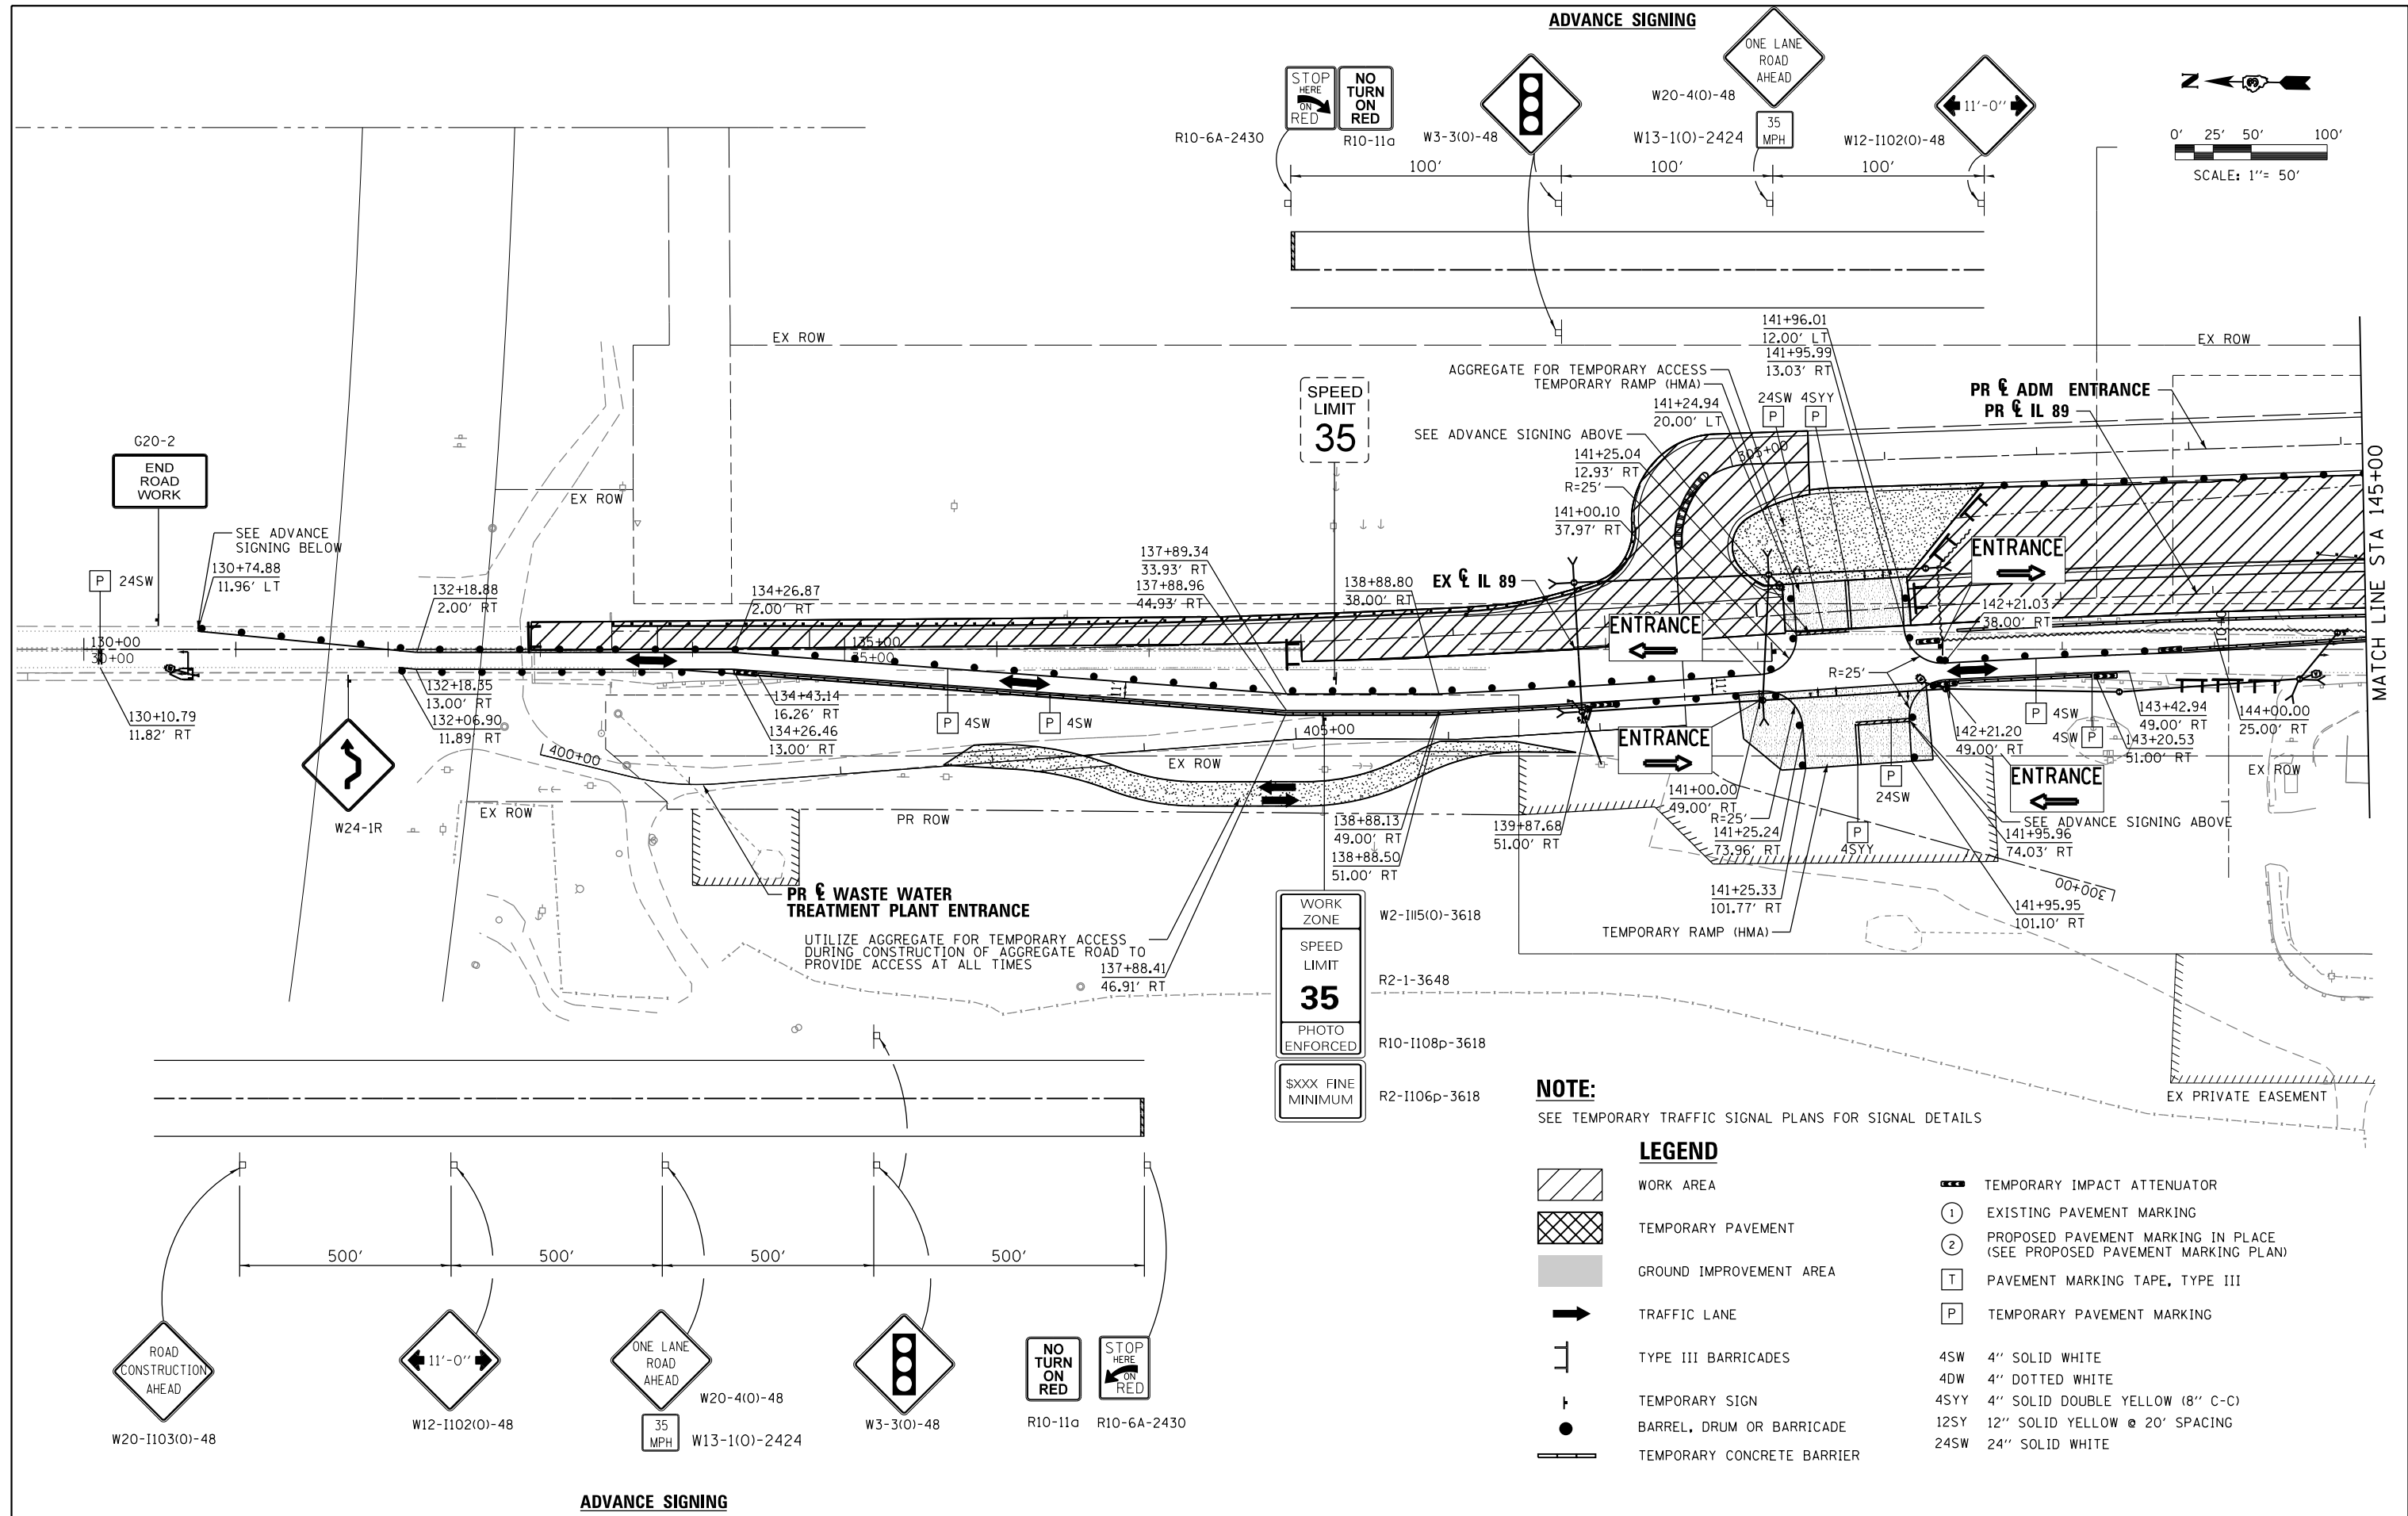 ADVANCE SIGNING
STOP
HERE
ON
RED
NO
TURN
ON
RED
R10-6A-2430
R10-11a
W3-3(O)-48
ONE LANE
ROAD
AHEAD
W20-4(O)-48
35
MPH
W13-1(O)-2424
11'-0''
W12-I102(O)-48
100'
100'
100'
N
0' 25' 50' 100'
SCALE: 1''= 50'
EX ROW
EX ROW
EX ROW
MATCH LINE STA 145+00
141+96.01
12.00' LT
141+95.99
13.03' RT
AGGREGATE FOR TEMPORARY ACCESS
TEMPORARY RAMP (HMA)
141+24.94
20.00' LT
24SW 4SYY
P
P
SEE ADVANCE SIGNING ABOVE
141+25.04
12.93' RT
R=25'
141+00.10
37.97' RT
305+00
PR ℄ ADM ENTRANCE
PR ℄ IL 89
SPEED
LIMIT
35
G20-2
END
ROAD
WORK
SEE ADVANCE
SIGNING BELOW
130+74.88
11.96' LT
P 24SW
132+18.88
2.00' RT
134+26.87
2.00' RT
137+89.34
33.93' RT
137+88.96
44.93' RT
138+88.80
38.00' RT
EX ℄ IL 89
ENTRANCE
ENTRANCE
142+21.03
38.00' RT
130+00
30+00
135+00
35+00
130+10.79
11.82' RT
132+18.35
13.00' RT
132+06.90
11.89' RT
134+43.14
16.26' RT
134+26.46
13.00' RT
P 4SW
P 4SW
11'
11'
R=25'
P 4SW
4SW P
143+42.94
49.00' RT
143+20.53
51.00' RT
144+00.00
25.00' RT
142+21.20
49.00' RT
ENTRANCE
ENTRANCE
W24-1R
400+00
405+00
EX ROW
EX ROW
EX ROW
PR ROW
PR ℄ WASTE WATER
TREATMENT PLANT ENTRANCE
UTILIZE AGGREGATE FOR TEMPORARY ACCESS
DURING CONSTRUCTION OF AGGREGATE ROAD TO
PROVIDE ACCESS AT ALL TIMES
137+88.41
46.91' RT
138+88.13
49.00' RT
138+88.50
51.00' RT
139+87.68
51.00' RT
141+00.00
49.00' RT
R=25'
141+25.24
73.96' RT
141+25.33
101.77' RT
TEMPORARY RAMP (HMA)
P
24SW
P
4SYY
SEE ADVANCE SIGNING ABOVE
141+95.96
74.03' RT
300+00
141+95.95
101.10' RT
WORK
ZONE
SPEED
LIMIT
35
PHOTO
ENFORCED
$XXX FINE
MINIMUM
W2-I115(O)-3618
R2-1-3648
R10-I108p-3618
R2-I106p-3618
EX PRIVATE EASEMENT
NOTE:
SEE TEMPORARY TRAFFIC SIGNAL PLANS FOR SIGNAL DETAILS
LEGEND
WORK AREA
TEMPORARY PAVEMENT
GROUND IMPROVEMENT AREA
TRAFFIC LANE
TYPE III BARRICADES
TEMPORARY SIGN
BARREL, DRUM OR BARRICADE
TEMPORARY CONCRETE BARRIER
TEMPORARY IMPACT ATTENUATOR
1 EXISTING PAVEMENT MARKING
2 PROPOSED PAVEMENT MARKING IN PLACE
(SEE PROPOSED PAVEMENT MARKING PLAN)
T PAVEMENT MARKING TAPE, TYPE III
P TEMPORARY PAVEMENT MARKING
4SW 4'' SOLID WHITE
4DW 4'' DOTTED WHITE
4SYY 4'' SOLID DOUBLE YELLOW (8'' C-C)
12SY 12'' SOLID YELLOW @ 20' SPACING
24SW 24'' SOLID WHITE
500'
500'
500'
500'
ROAD
CONSTRUCTION
AHEAD
W20-I103(O)-48
11'-0''
W12-I102(O)-48
ONE LANE
ROAD
AHEAD
W20-4(O)-48
35
MPH
W13-1(O)-2424
W3-3(O)-48
NO
TURN
ON
RED
R10-11a
STOP
HERE
ON
RED
R10-6A-2430
ADVANCE SIGNING